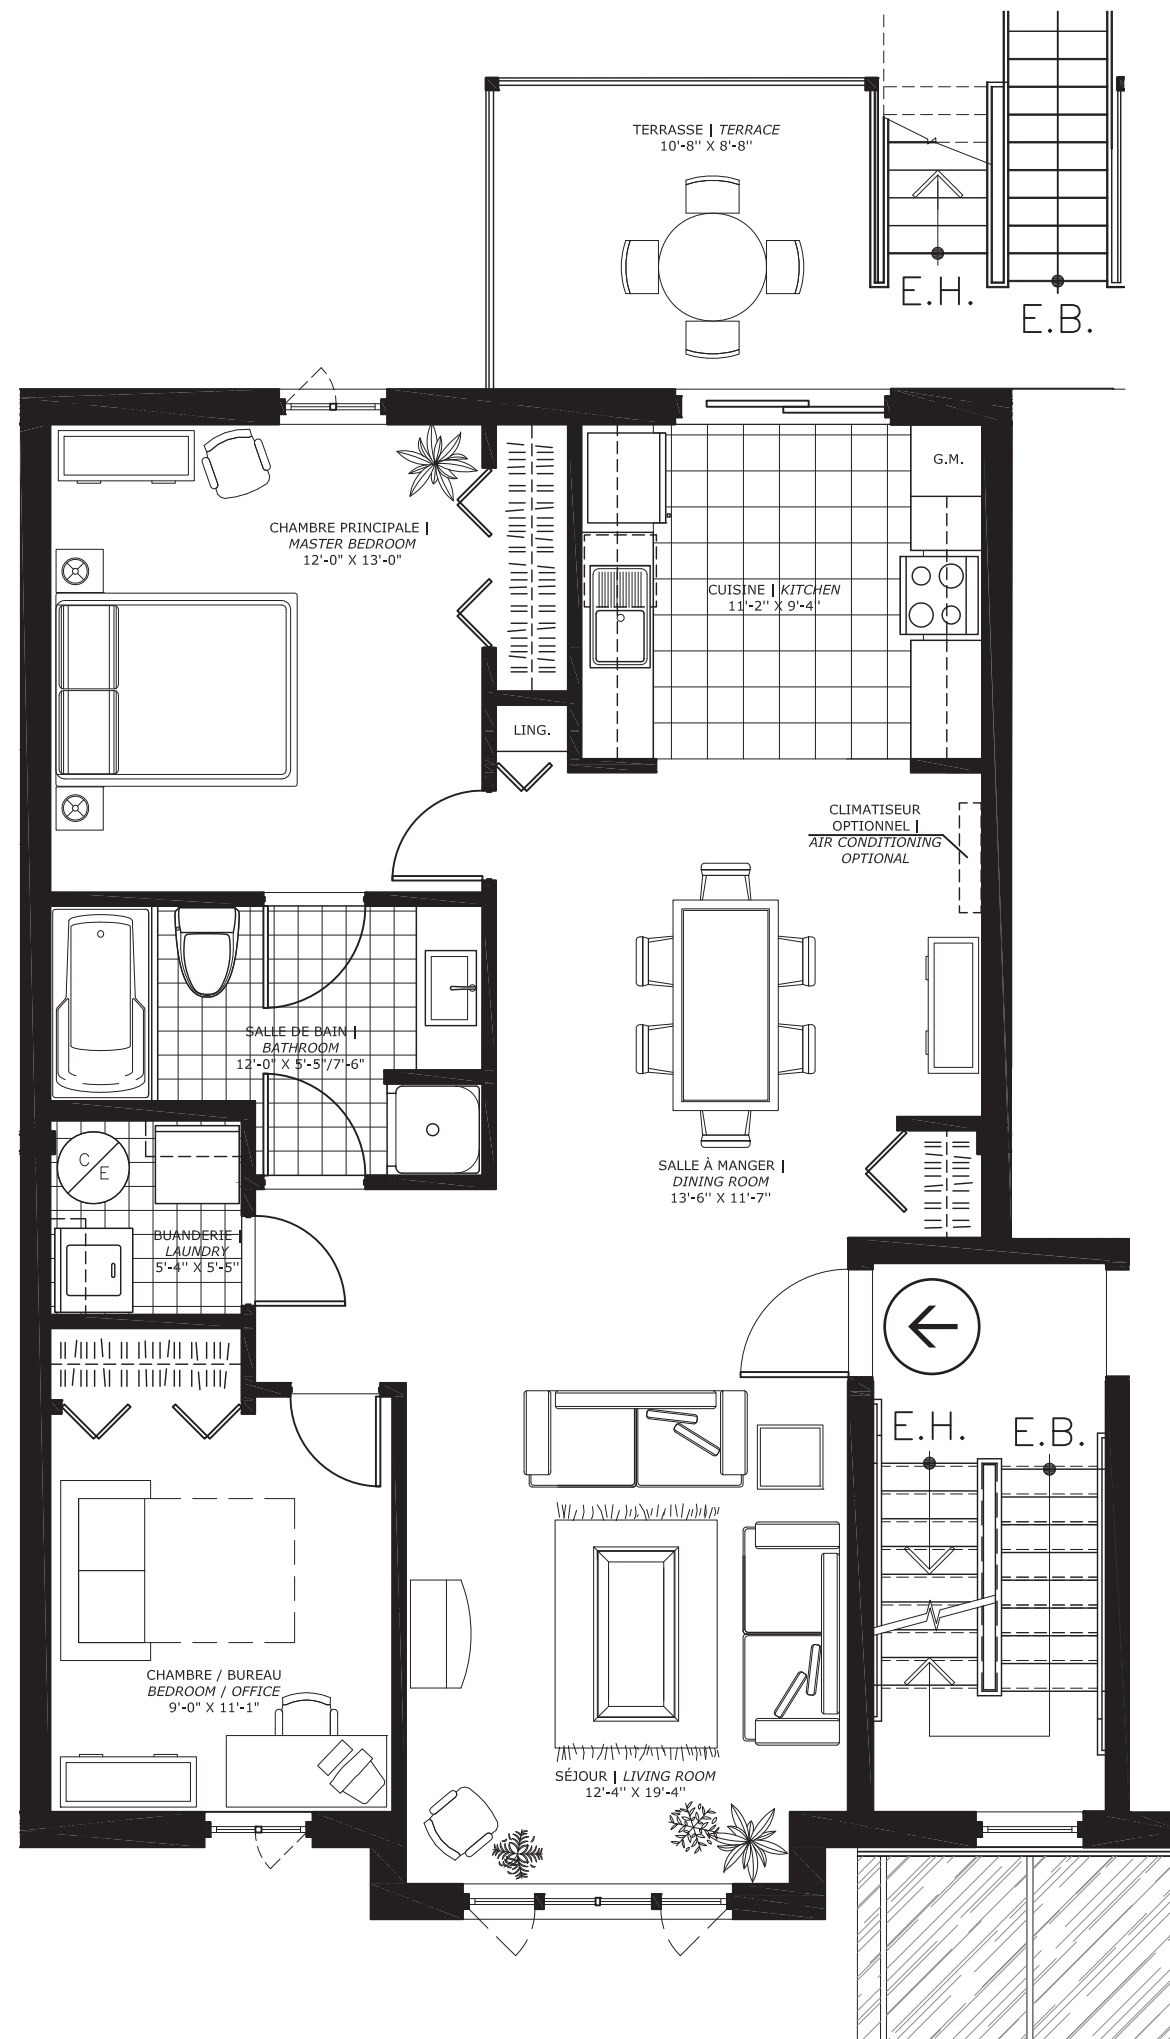 TERRASSE | TERRACE
10'-8'' X 8'-8''
E.H.
E.B.
G.M.
CHAMBRE PRINCIPALE |
MASTER BEDROOM
12'-0" X 13'-0"
CUISINE | KITCHEN
11'-2'' X 9'-4''
LING.
CLIMATISEUR
OPTIONNEL |
AIR CONDITIONING
OPTIONAL
SALLE DE BAIN |
BATHROOM
12'-0" X 5'-5"/7'-6"
C
E
SALLE À MANGER |
DINING ROOM
13'-6'' X 11'-7''
BUANDERIE |
LAUNDRY
5'-4'' X 5'-5''
E.H.
E.B.
CHAMBRE / BUREAU
BEDROOM / OFFICE
9'-0" X 11'-1"
SÉJOUR | LIVING ROOM
12'-4'' X 19'-4''